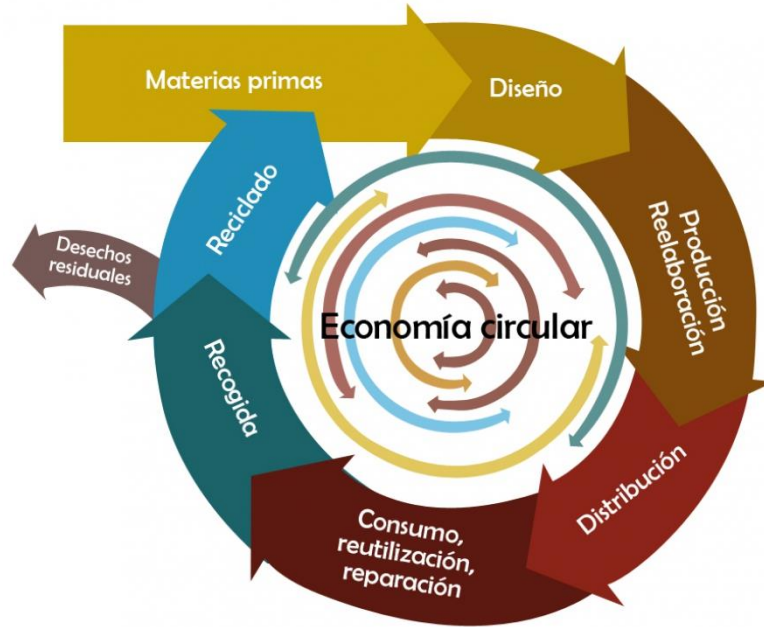 Materias primas
Diseño
Producción
Reelaboración
Distribución
Consumo,
reutilización,
reparación
Recogida
Reciclado
Desechos
residuales
Economía circular